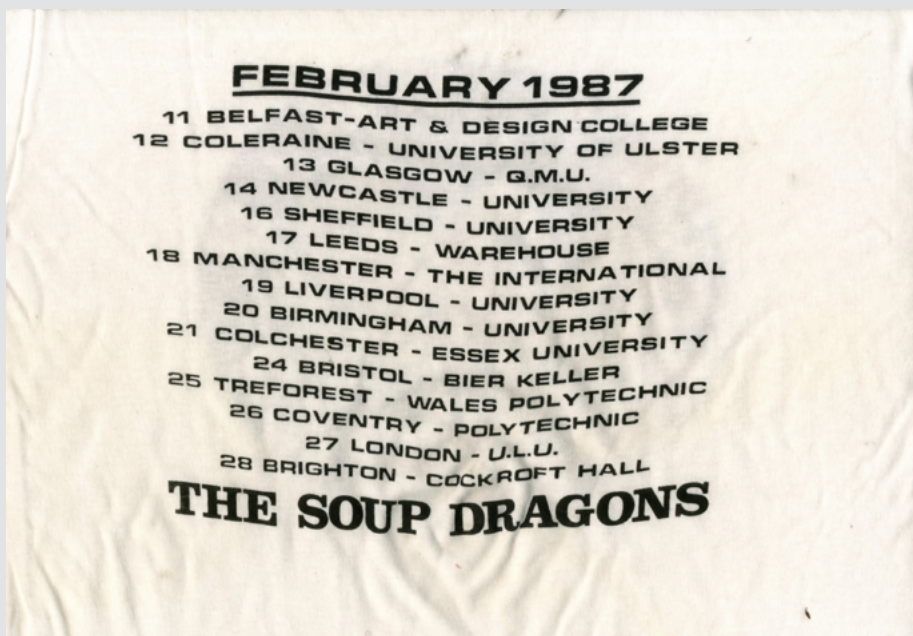 FEBRUARY 1987
11 BELFAST-ART & DESIGN COLLEGE
12 COLERAINE - UNIVERSITY OF ULSTER
13 GLASGOW - Q.M.U.
14 NEWCASTLE - UNIVERSITY
16 SHEFFIELD - UNIVERSITY
17 LEEDS - WAREHOUSE
18 MANCHESTER - THE INTERNATIONAL
19 LIVERPOOL - UNIVERSITY
20 BIRMINGHAM - UNIVERSITY
21 COLCHESTER - ESSEX UNIVERSITY
24 BRISTOL - BIER KELLER
25 TREFOREST - WALES POLYTECHNIC
26 COVENTRY - POLYTECHNIC
27 LONDON - U.L.U.
28 BRIGHTON - COCKROFT HALL
THE SOUP DRAGONS